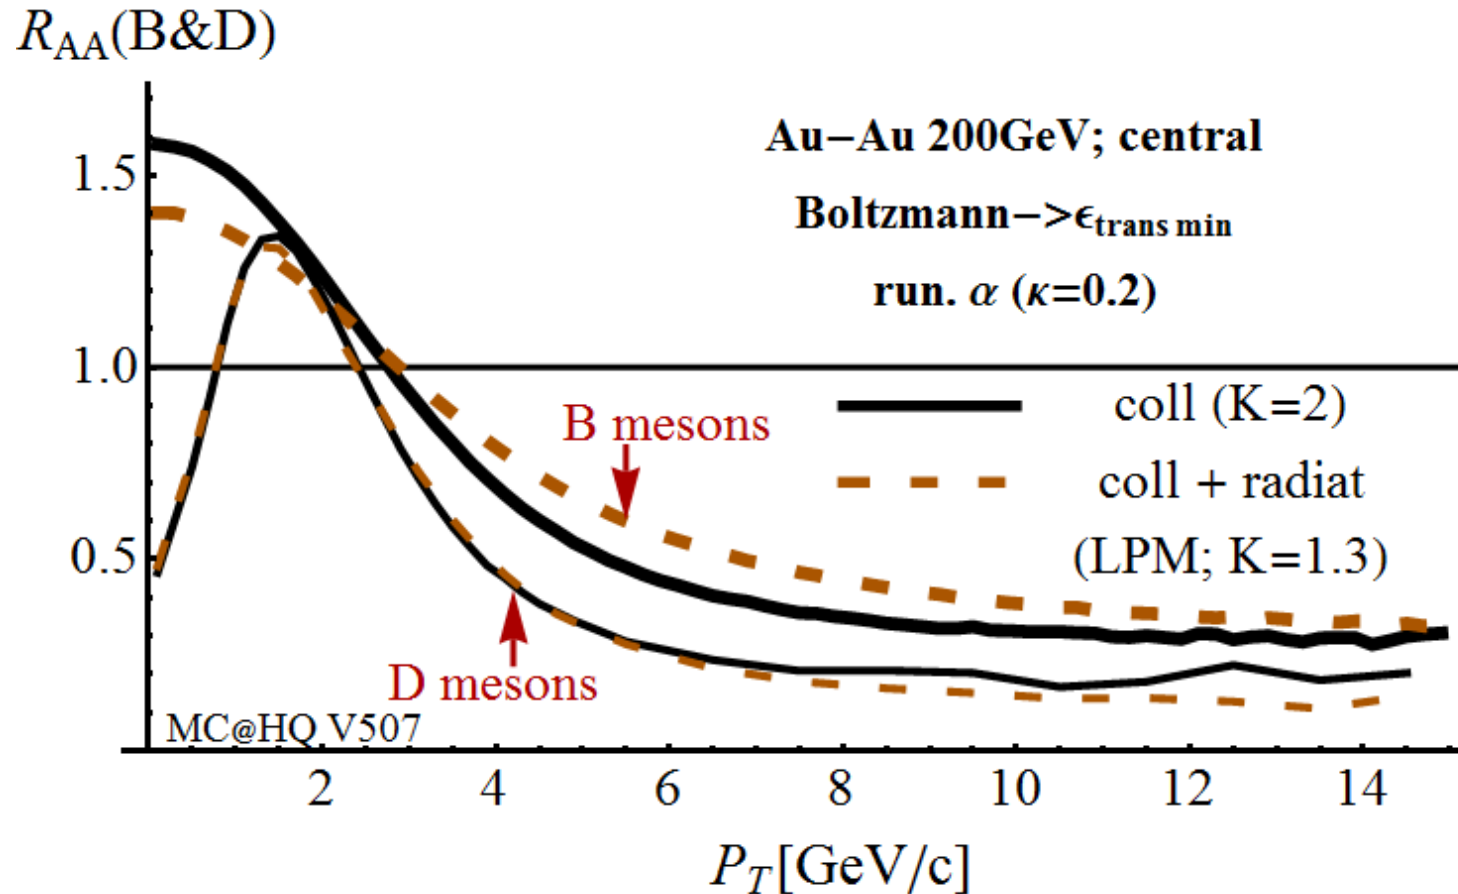 R_AA(B&D)
Au−Au 200GeV; central
Boltzmann−>ϵ_trans min
run. α (κ=0.2)
1.5
1.0
0.5
coll (K=2)
coll + radiat
(LPM; K=1.3)
B mesons
D mesons
MC@HQ V507
2 4 6 8 10 12 14
P_T[GeV/c]